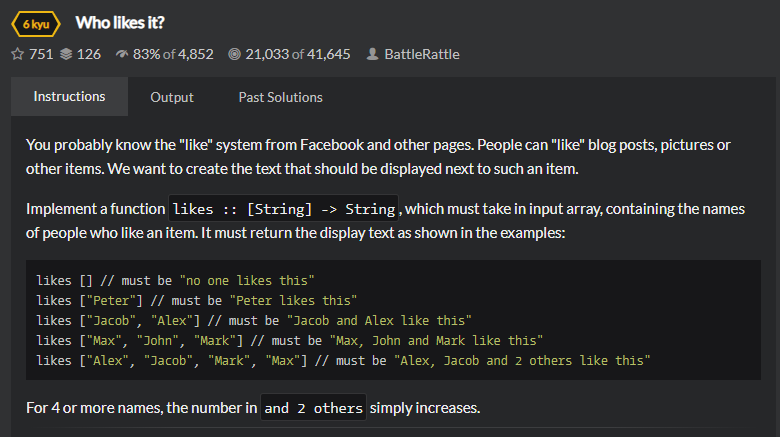 6 kyu Who likes it?
751 126 83% of 4,852 21,033 of 41,645 BattleRattle
Instructions Output Past Solutions
You probably know the "like" system from Facebook and other pages. People can "like" blog posts, pictures or
other items. We want to create the text that should be displayed next to such an item.
Implement a function likes :: [String] -> String, which must take in input array, containing the names
of people who like an item. It must return the display text as shown in the examples:
likes [] // must be "no one likes this"
likes ["Peter"] // must be "Peter likes this"
likes ["Jacob", "Alex"] // must be "Jacob and Alex like this"
likes ["Max", "John", "Mark"] // must be "Max, John and Mark like this"
likes ["Alex", "Jacob", "Mark", "Max"] // must be "Alex, Jacob and 2 others like this"
For 4 or more names, the number in and 2 others simply increases.